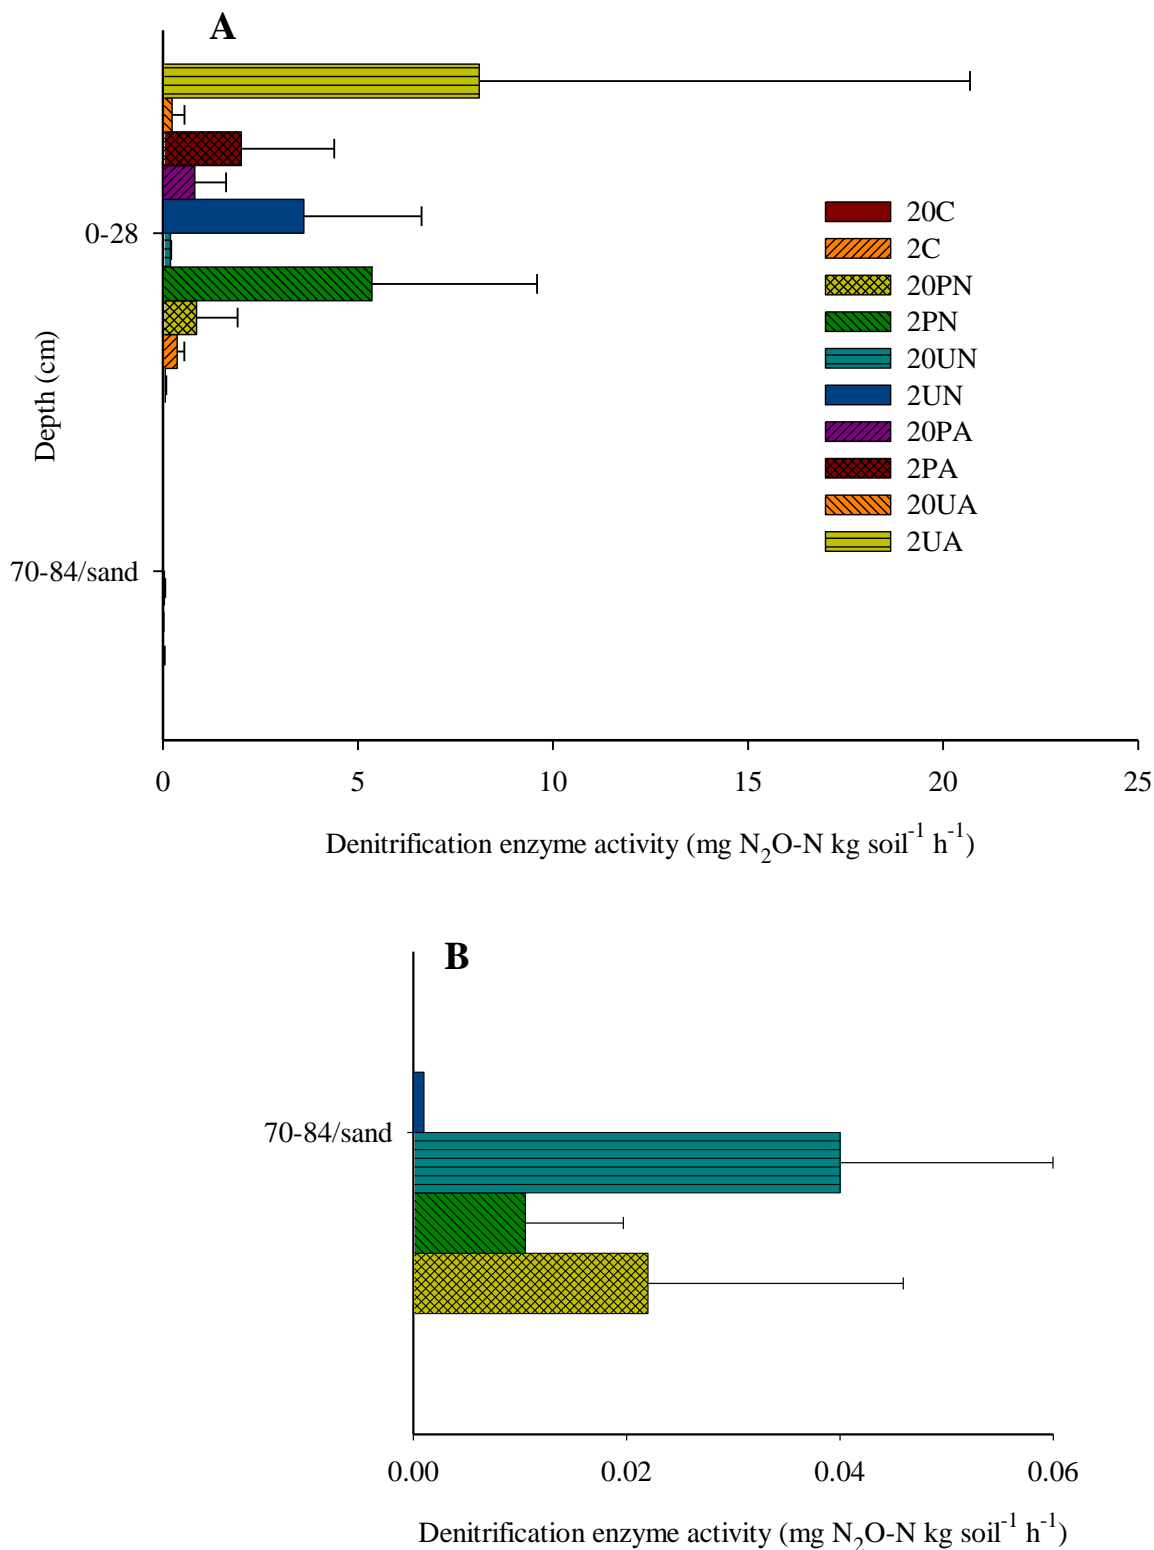 A
0-28
70-84/sand
Depth (cm)
20C
2C
20PN
2PN
20UN
2UN
20PA
2PA
20UA
2UA
0 5 10 15 20 25
Denitrification enzyme activity (mg N₂O-N kg soil⁻¹ h⁻¹)
B
70-84/sand
0.00 0.02 0.04 0.06
Denitrification enzyme activity (mg N₂O-N kg soil⁻¹ h⁻¹)